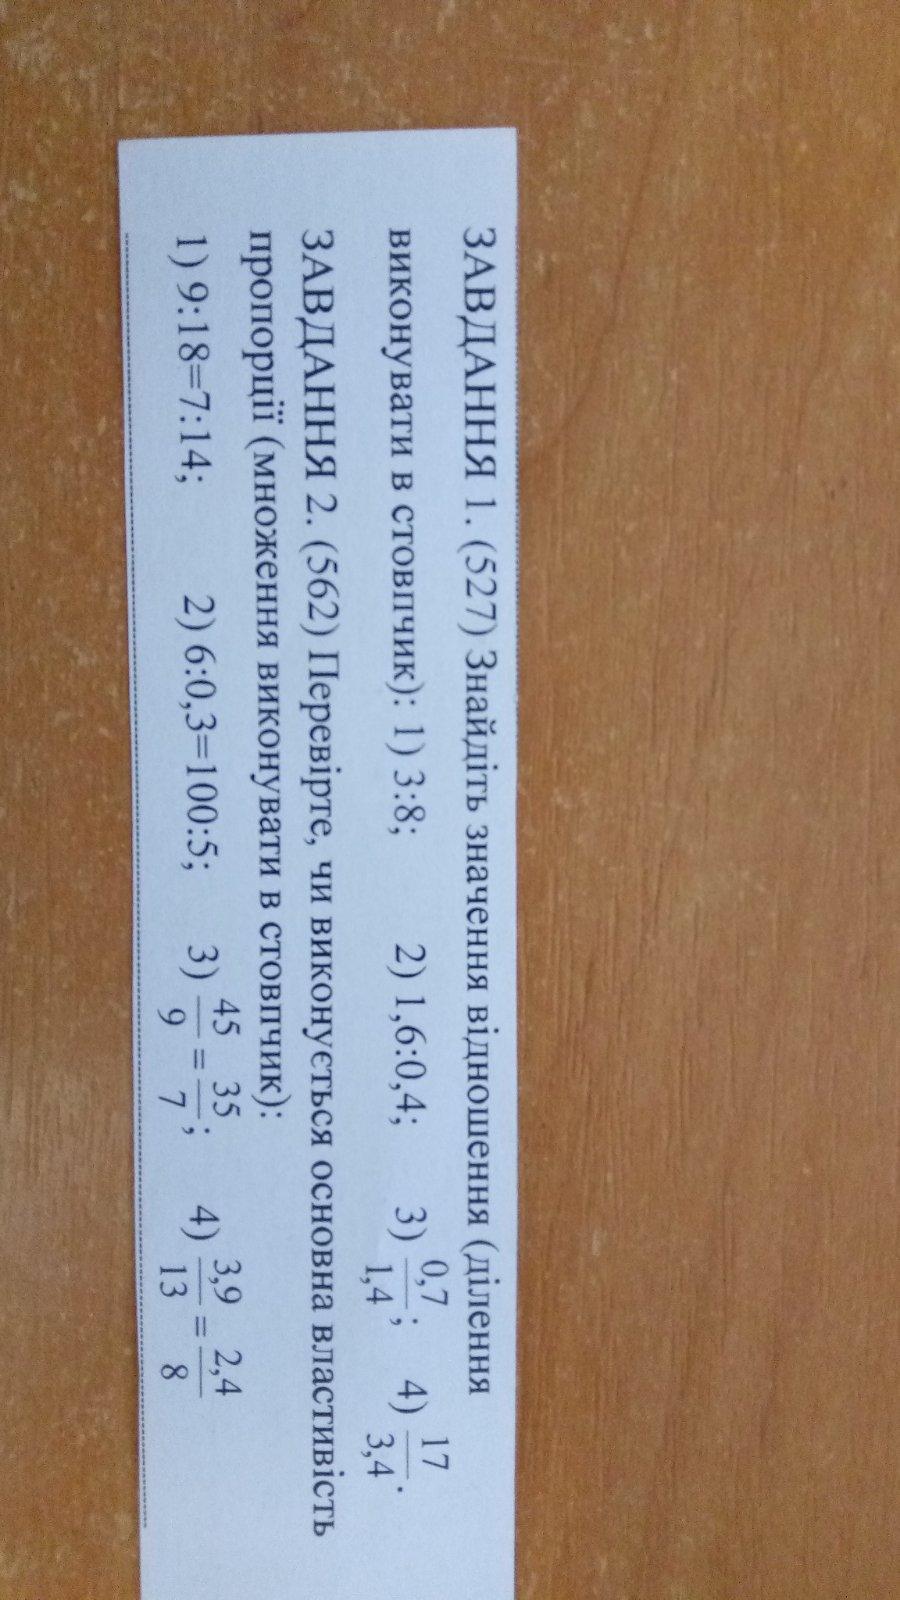 ЗАВДАННЯ 1. (527) Знайдіть значення відношення (ділення
виконувати в стовпчик): 1) 3:8; 2) 1,6:0,4; 3) 0,7/1,4; 4) 17/3,4.
ЗАВДАННЯ 2. (562) Перевірте, чи виконується основна властивість
пропорції (множення виконувати в стовпчик):
1) 9:18=7:14; 2) 6:0,3=100:5; 3) 45/9=35/7; 4) 3,9/13=2,4/8